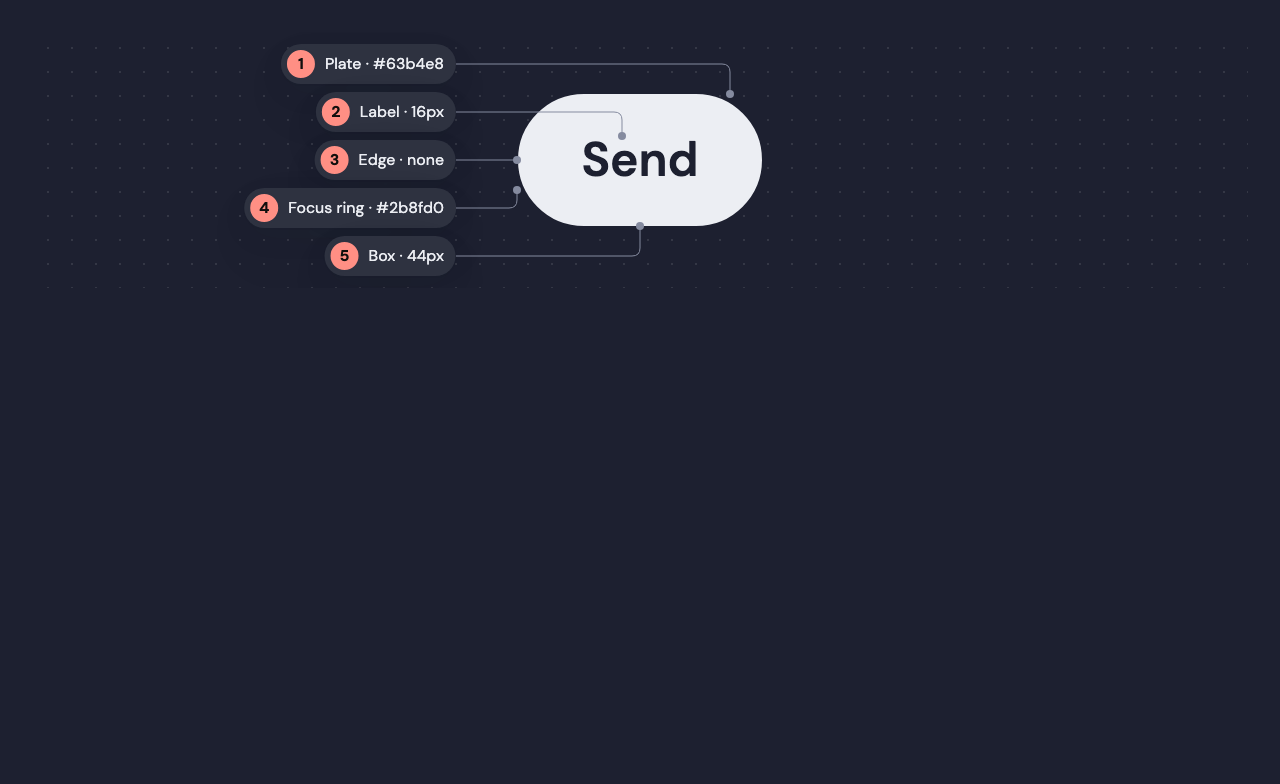 1 Plate · #63b4e8
2 Label · 16px
3 Edge · none
4 Focus ring · #2b8fd0
5 Box · 44px
Send